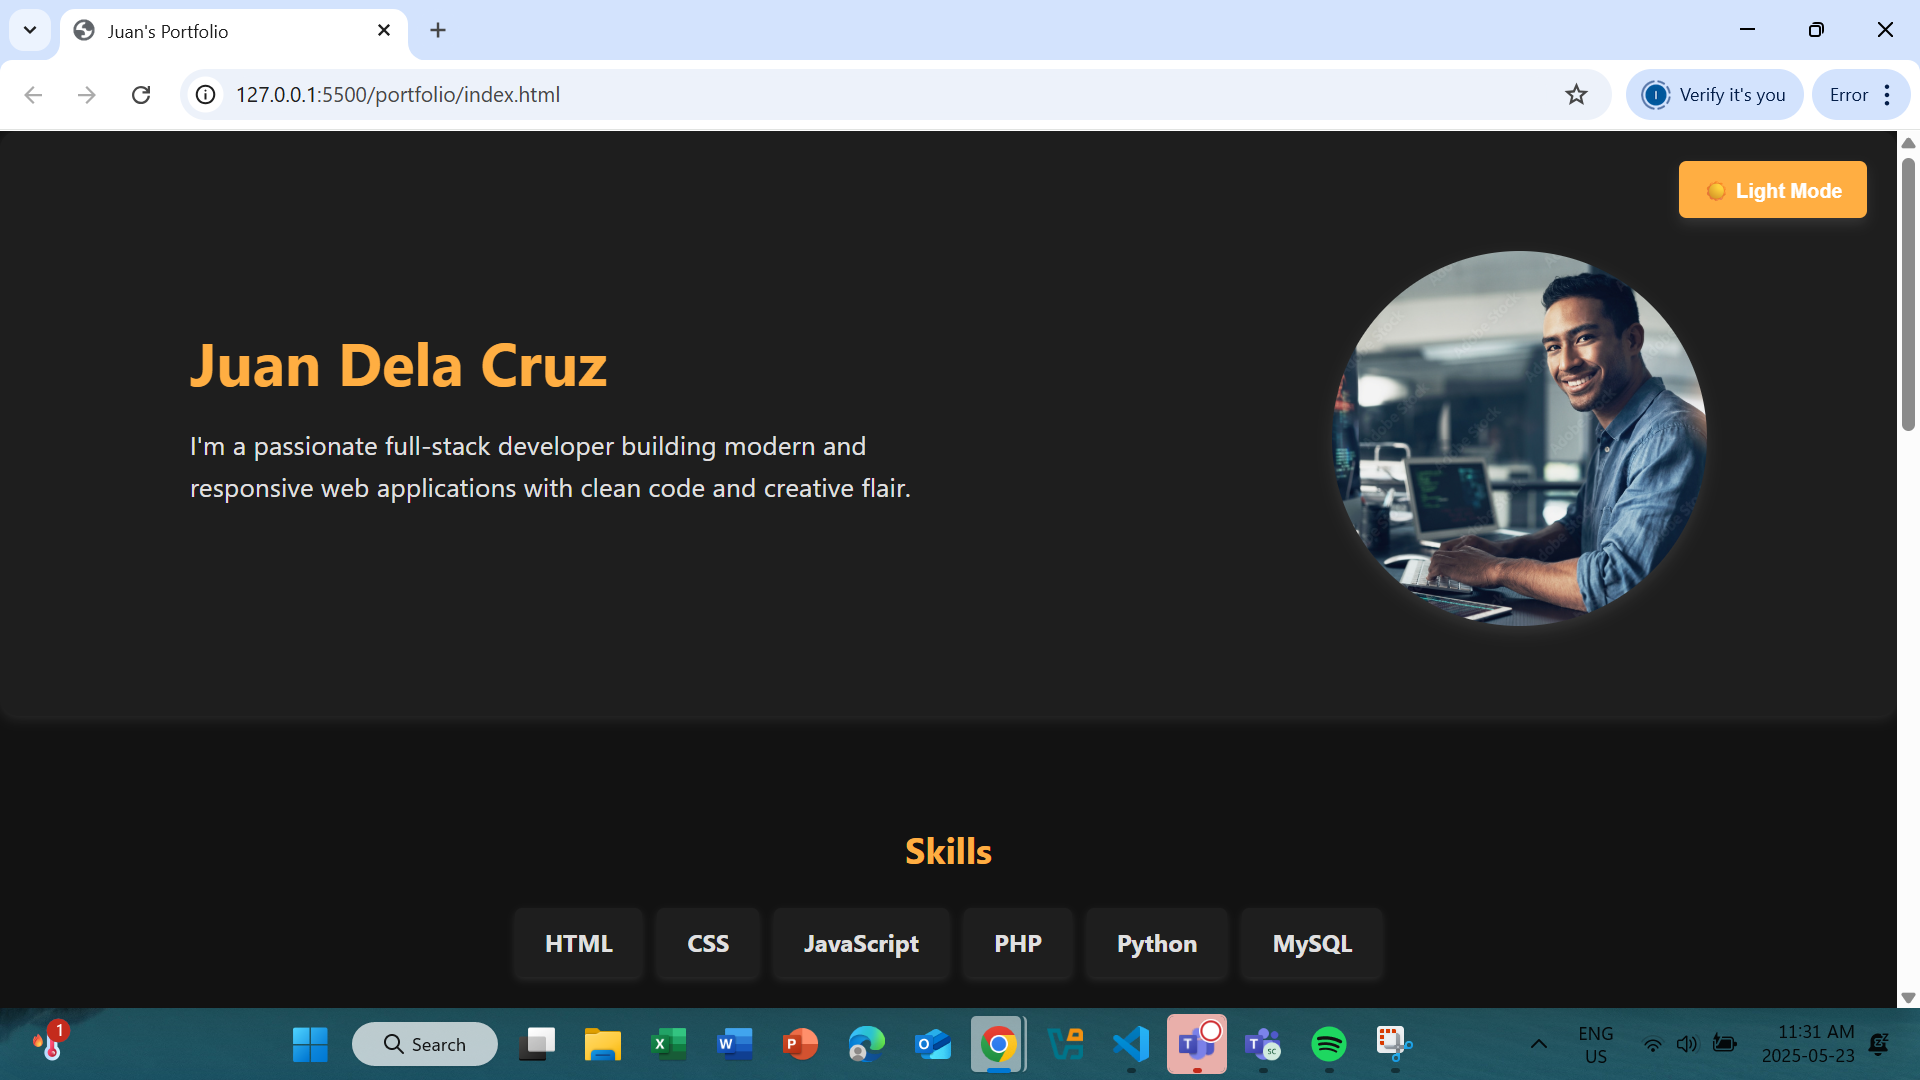 Juan's Portfolio
127.0.0.1:5500/portfolio/index.html
Verify it's you
Error
Light Mode
Juan Dela Cruz
I'm a passionate full-stack developer building modern and
responsive web applications with clean code and creative flair.
Skills
HTML
CSS
JavaScript
PHP
Python
MySQL
1
Search
ENG
US
11:31 AM
2025-05-23